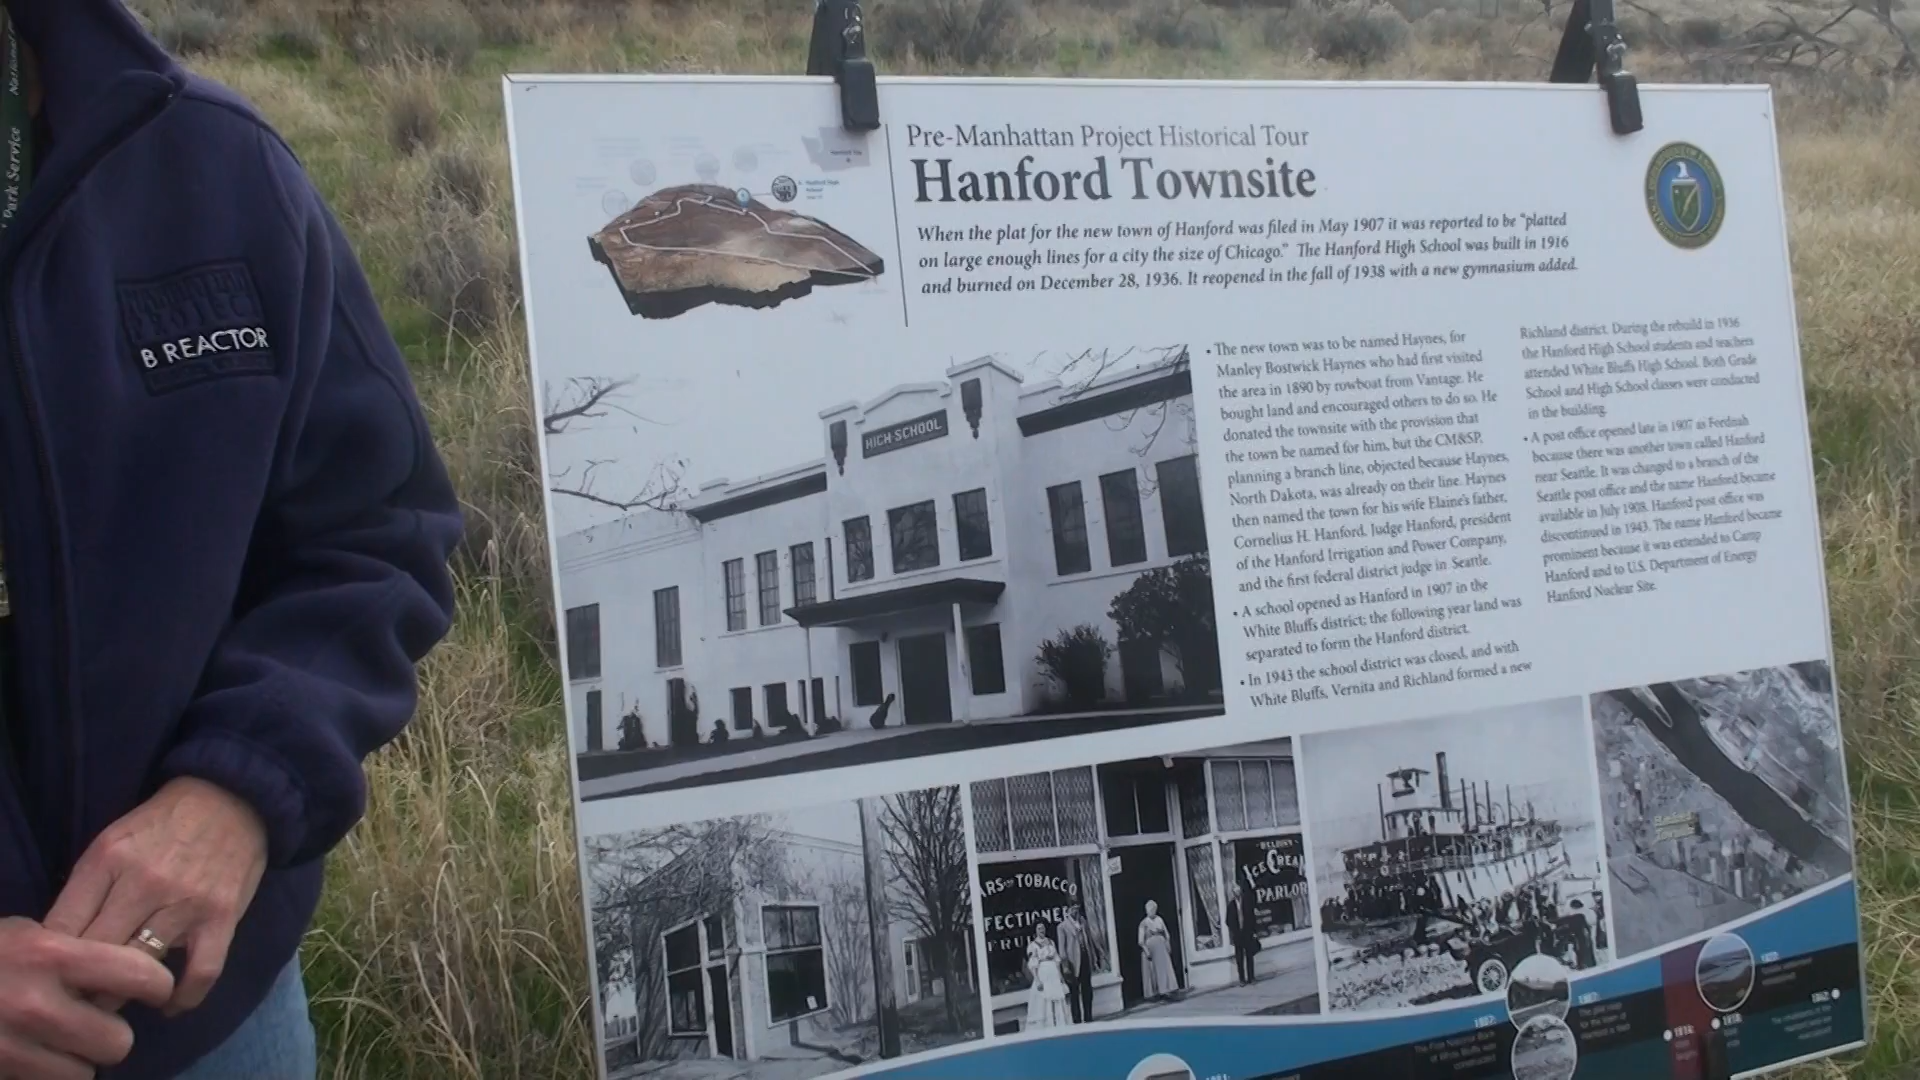 Park Service
B REACTOR
Pre-Manhattan Project Historical Tour
Hanford Townsite
When the plat for the new town of Hanford was filed in May 1907 it was reported to be "platted
on large enough lines for a city the size of Chicago." The Hanford High School was built in 1916
and burned on December 28, 1936. It reopened in the fall of 1938 with a new gymnasium added.
• The new town was to be named Haynes, for
Manley Bostwick Haynes who had first visited
the area in 1890 by rowboat from Vantage. He
bought land and encouraged others to do so. He
donated the townsite with the provision that
the town be named for him, but the CM&SP,
planning a branch line, objected because Haynes,
North Dakota, was already on their line. Haynes
then named the town for his wife Elaine's father,
Cornelius H. Hanford. Judge Hanford, president
of the Hanford Irrigation and Power Company,
and the first federal district judge in Seattle.
• A school opened as Hanford in 1907 in the
White Bluffs district; the following year land was
separated to form the Hanford district.
• In 1943 the school district was closed, and with
White Bluffs, Vernita and Richland formed a new
Richland district. During the rebuild in 1936
the Hanford High School students and teachers
attended White Bluffs High School. Both Grade
School and High School classes were conducted
in the building.
• A post office opened late in 1907 as Ferdnah
because there was another town called Hanford
near Seattle. It was changed to a branch of the
Seattle post office and the name Hanford became
available in July 1908. Hanford post office was
discontinued in 1943. The name Hanford became
prominent because it was extended to Camp
Hanford and to U.S. Department of Energy
Hanford Nuclear Site.
HIGH SCHOOL
ARS TOBACCO
FECTIONER
FRUI
ICE CREA
PARLOR
Hanford
Townsite